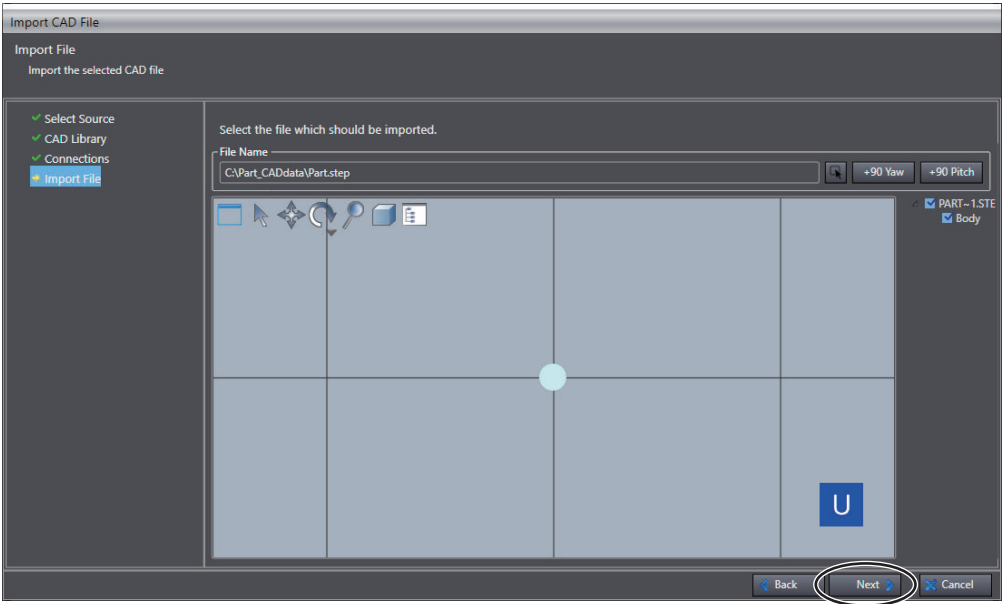 Import CAD File
Import File
Import the selected CAD file
Select Source
CAD Library
Connections
Import File
Select the file which should be imported.
File Name
C:\Part_CADdata\Part.step
+90 Yaw
+90 Pitch
PART~1.STE
Body
U
Back
Next
Cancel